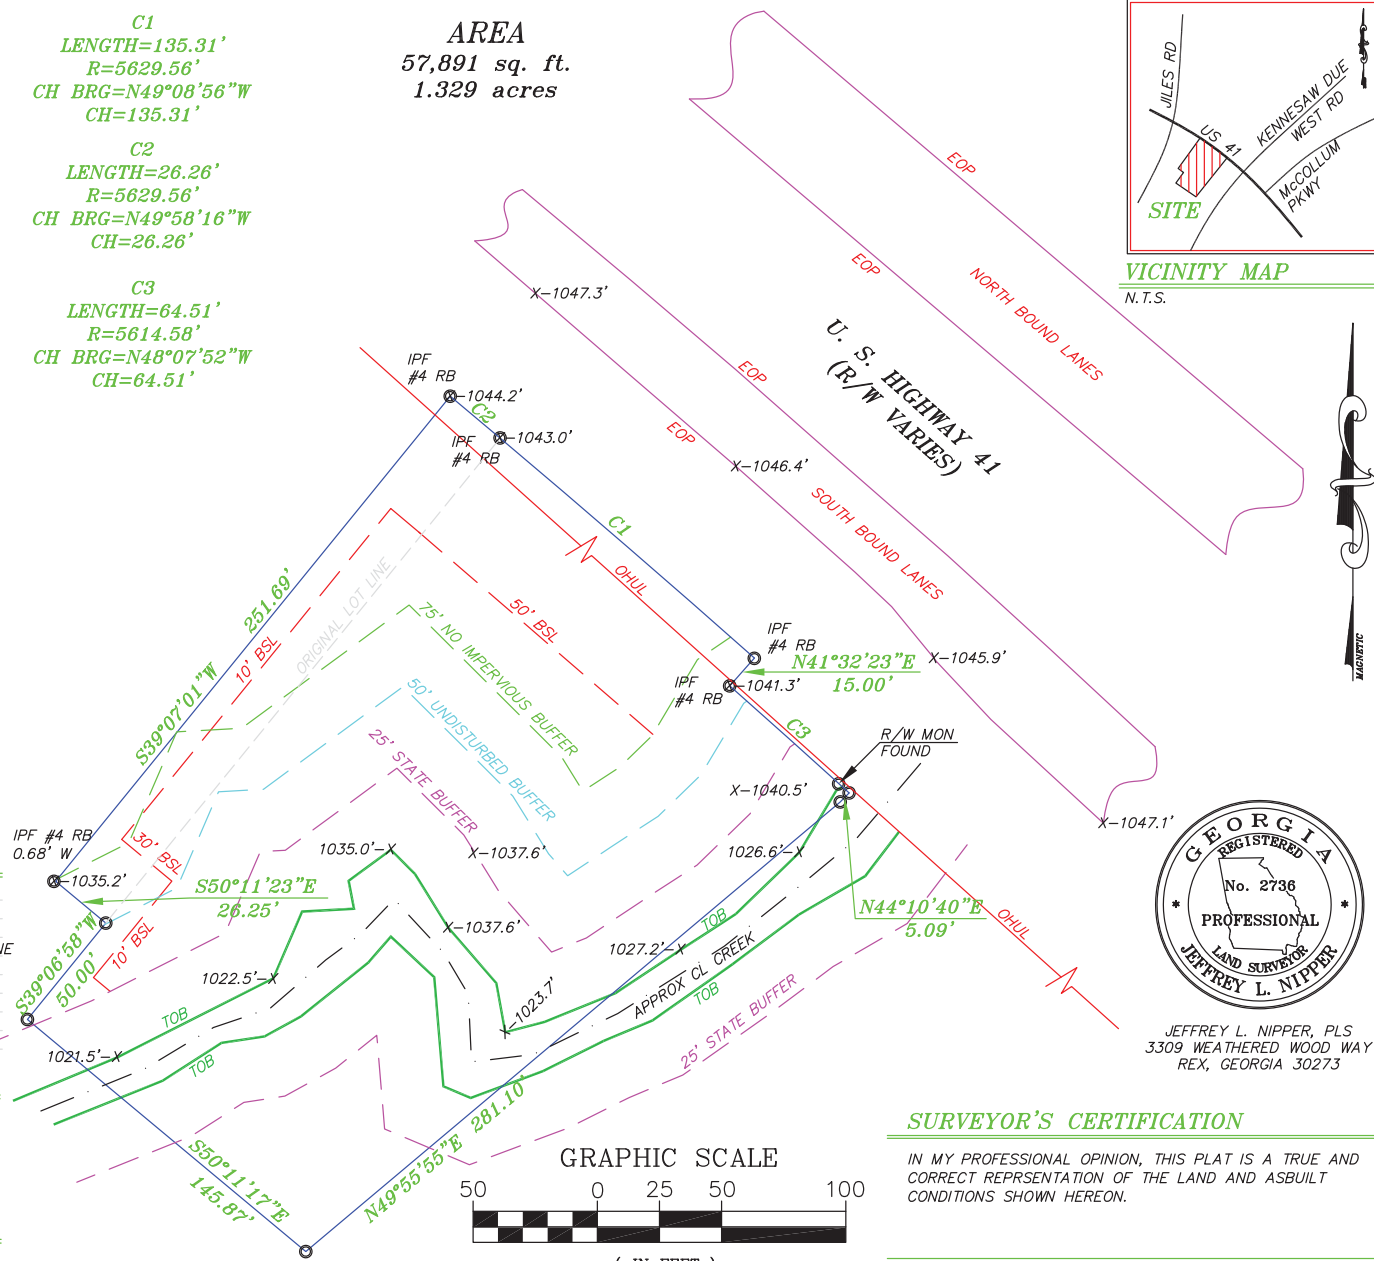 C1
LENGTH=135.31'
R=5629.56'
CH BRG=N49°08'56"W
CH=135.31'
C2
LENGTH=26.26'
R=5629.56'
CH BRG=N49°58'16"W
CH=26.26'
C3
LENGTH=64.51'
R=5614.58'
CH BRG=N48°07'52"W
CH=64.51'
AREA
57,891 sq. ft.
1.329 acres
JILES RD
US 41
KENNESAW DUE
WEST RD
McCOLLUM
PKWY
SITE
VICINITY MAP
N.T.S.
EOP
EOP
NORTH BOUND LANES
U. S. HIGHWAY 41
(R/W VARIES)
X-1047.3'
EOP
EOP
X-1046.4'
SOUTH BOUND LANES
X-1045.9'
X-1047.1'
MAGNETIC
IPF
#4 RB
X-1044.2'
C2
IPF
#4 RB
X-1043.0'
C1
OHUL
IPF
#4 RB
N41°32'23"E
15.00'
IPF
#4 RB
X-1041.3'
C3
R/W MON
FOUND
X-1040.5'
251.69'
S39°07'01"W
10' BSL
ORIGINAL LOT LINE
50' BSL
75' NO IMPERVIOUS BUFFER
50' UNDISTURBED BUFFER
25' STATE BUFFER
IPF #4 RB
0.68' W
X-1035.2'
30' BSL
1035.0'-X
X-1037.6'
1026.6'-X
S50°11'23"E
26.25'
N44°10'40"E
5.09'
OHUL
NE
S39°06'58"W
50.00'
10' BSL
X-1037.6'
TOB
1027.2'-X
APPROX CL CREEK
TOB
1022.5'-X
X-1023.7'
TOB
1021.5'-X
TOB
25' STATE BUFFER
S50°11'17"E
145.87'
N49°55'55"E 281.10'
GRAPHIC SCALE
50 0 25 50 100
( IN FEET )
GEORGIA
REGISTERED
No. 2736
PROFESSIONAL
LAND SURVEYOR
JEFFREY L. NIPPER
JEFFREY L. NIPPER, PLS
3309 WEATHERED WOOD WAY
REX, GEORGIA 30273
SURVEYOR'S CERTIFICATION
IN MY PROFESSIONAL OPINION, THIS PLAT IS A TRUE AND
CORRECT REPRSENTATION OF THE LAND AND ASBUILT
CONDITIONS SHOWN HEREON.